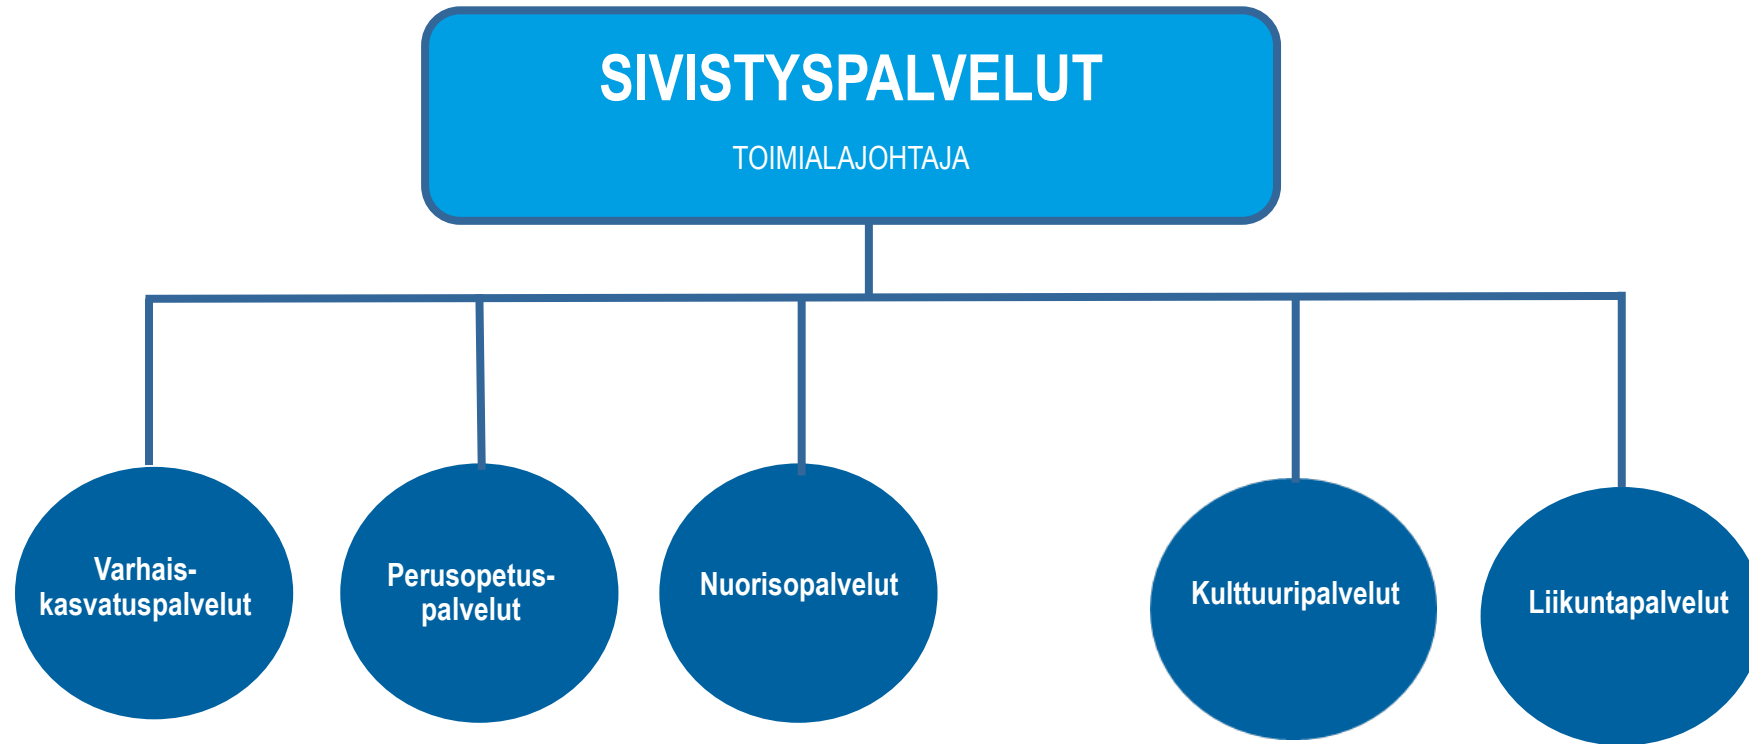 SIVISTYSPALVELUT
TOIMIALAJOHTAJA
Varhais-
kasvatuspalvelut
Perusopetus-
palvelut
Nuorisopalvelut
Kulttuuripalvelut
Liikuntapalvelut